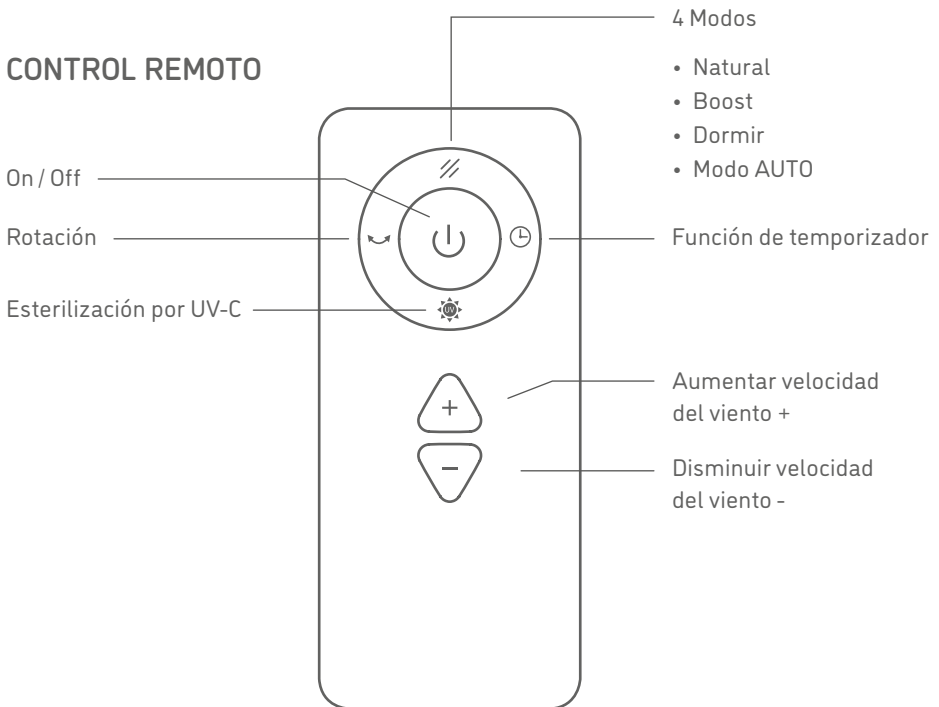 CONTROL REMOTO
On / Off
Rotación
Esterilización por UV-C
UV
4 Modos
• Natural
• Boost
• Dormir
• Modo AUTO
Función de temporizador
Aumentar velocidad
del viento +
Disminuir velocidad
del viento -
+
−